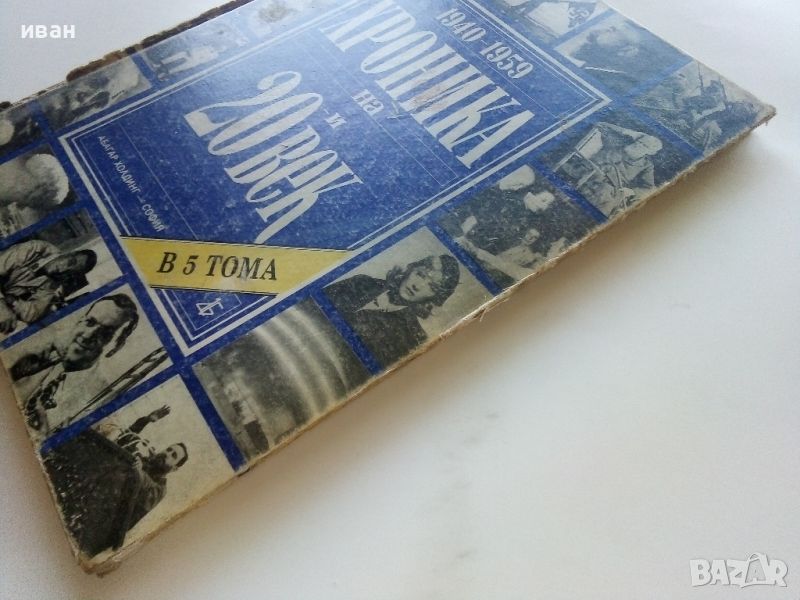 иван
1940-1959
ХРОНИКА
на
й
20 ВЕК
АБАГАР ХОЛДИНГ - СОФИЯ
В 5 ТОМА
BAZAR